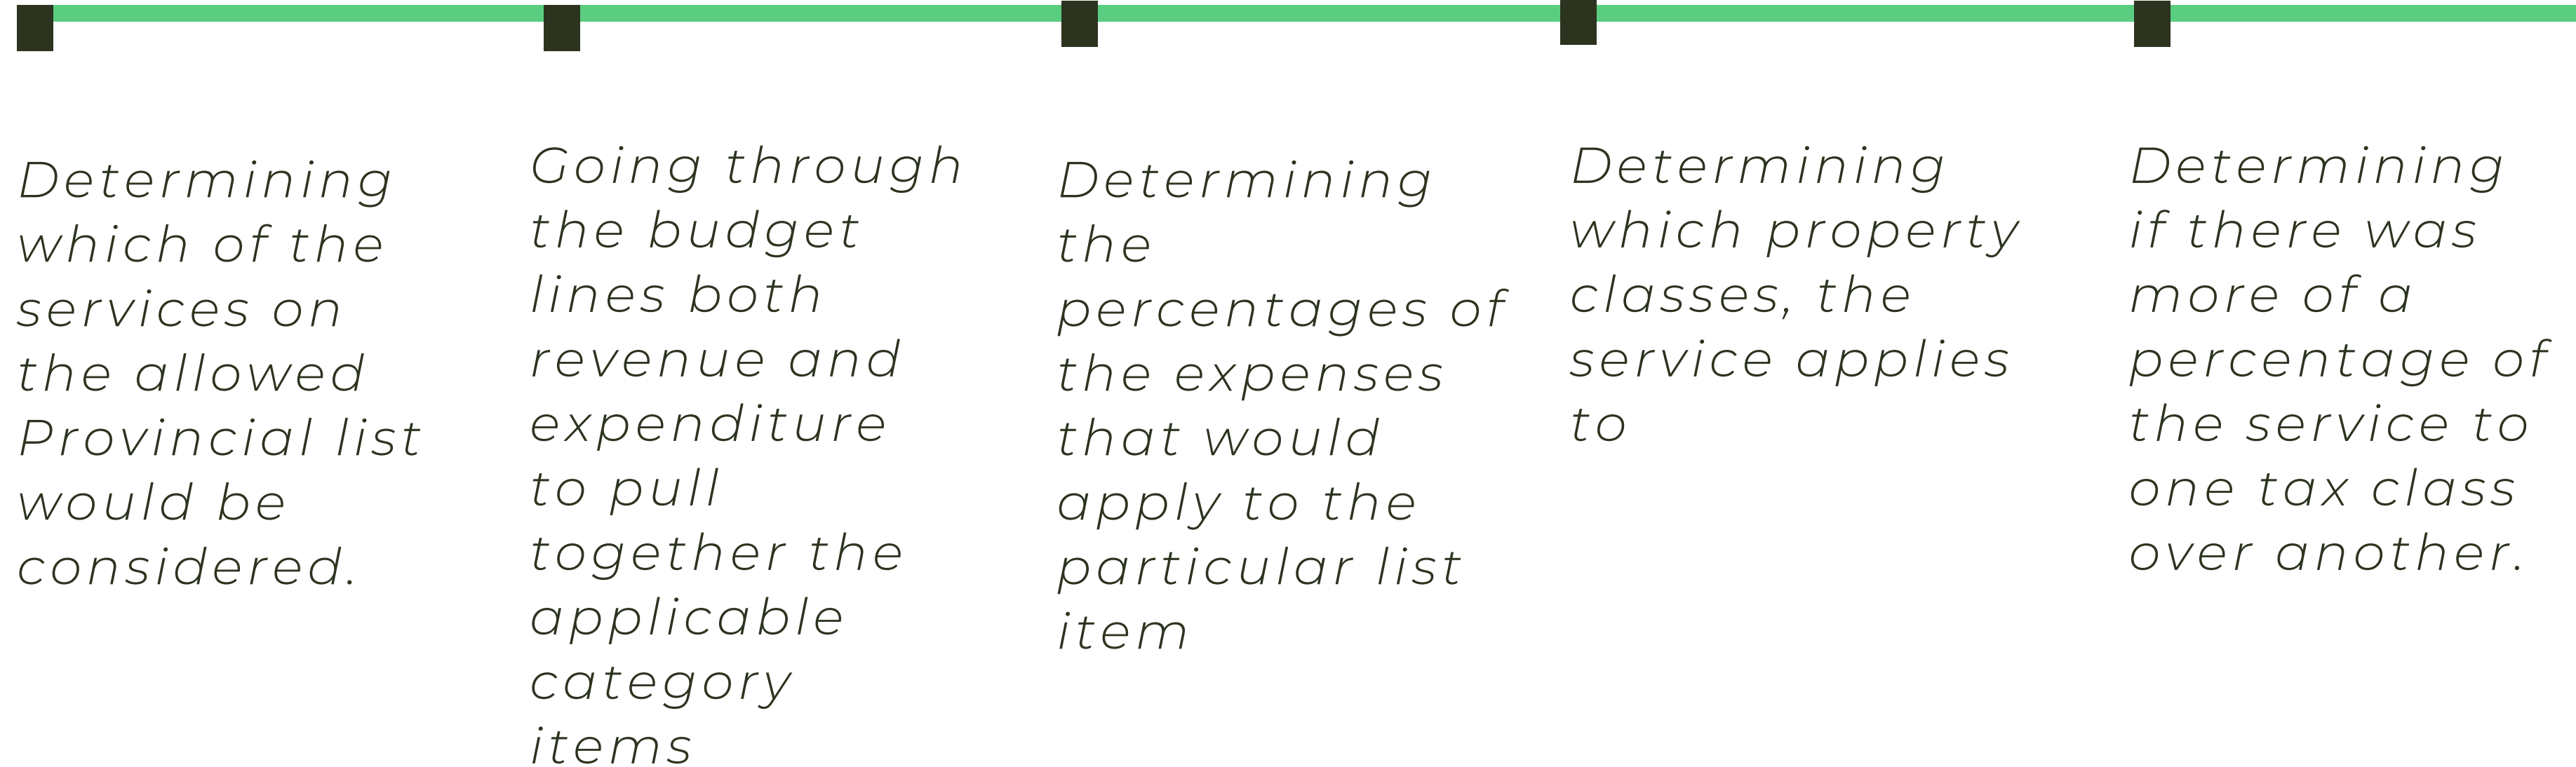 Determining
which of the
services on
the allowed
Provincial list
would be
considered.
Going through
the budget
lines both
revenue and
expenditure
to pull
together the
applicable
category
items
Determining
the
percentages of
the expenses
that would
apply to the
particular list
item
Determining
which property
classes, the
service applies
to
Determining
if there was
more of a
percentage of
the service to
one tax class
over another.